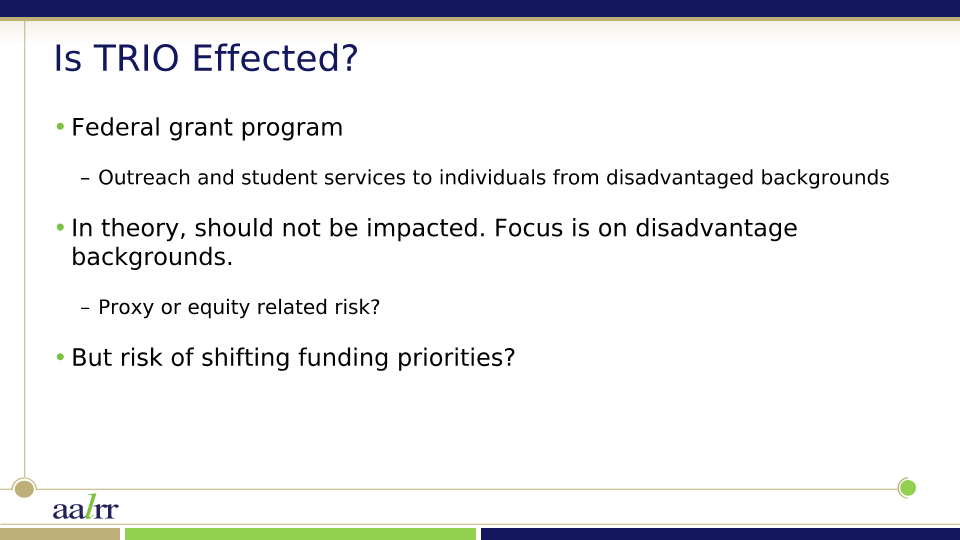 Is TRIO Effected?
• Federal grant program
– Outreach and student services to individuals from disadvantaged backgrounds
• In theory, should not be impacted. Focus is on disadvantage
backgrounds.
– Proxy or equity related risk?
• But risk of shifting funding priorities?
aalrr